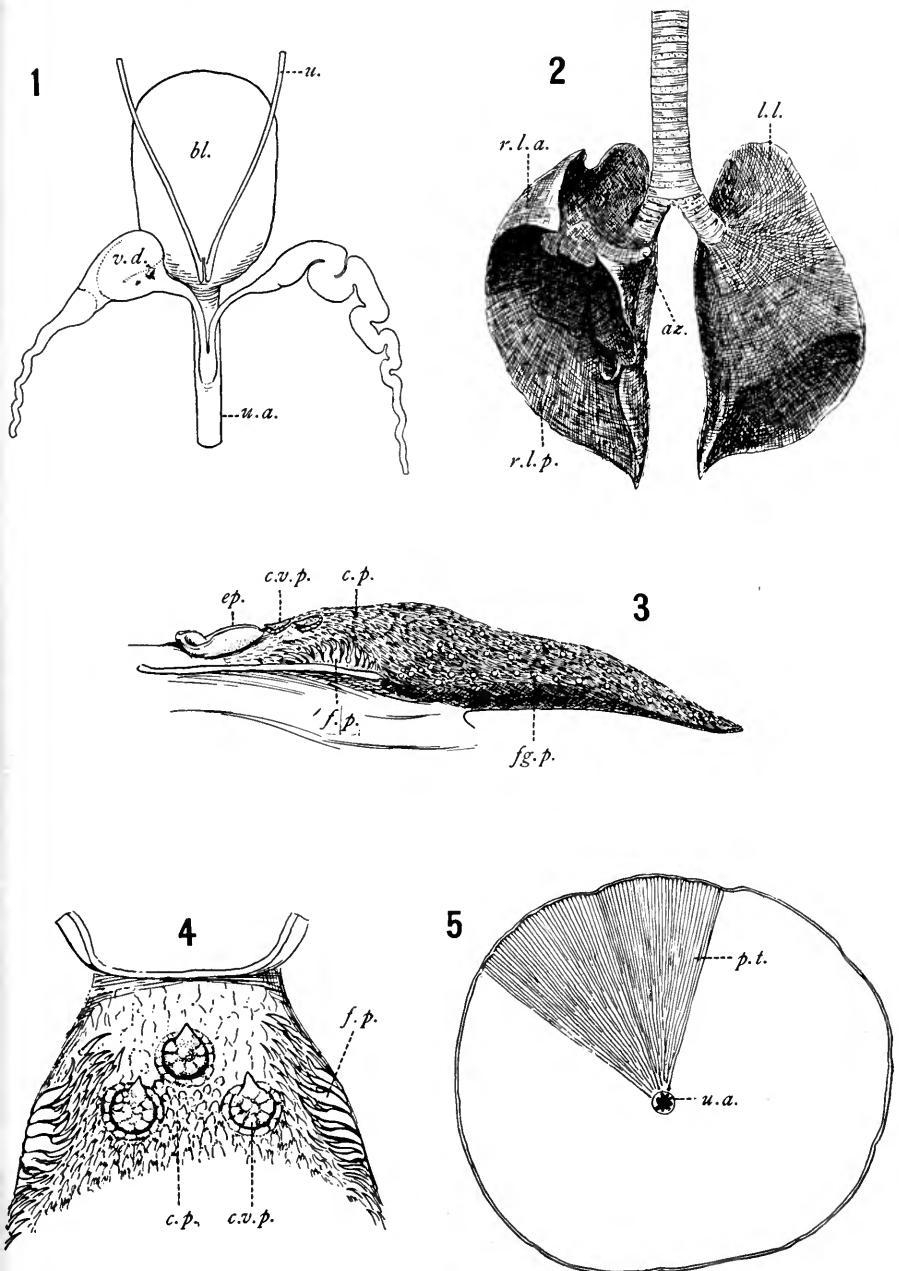 1
u.
bl.
v.d.
u.a.
2
r.l.a.
l.l.
az.
r.l.p.
3
ep.
c.v.p.
c.p.
f.p.
fg.p.
4
f.p.
c.p.
c.v.p.
5
p.t.
u.a.